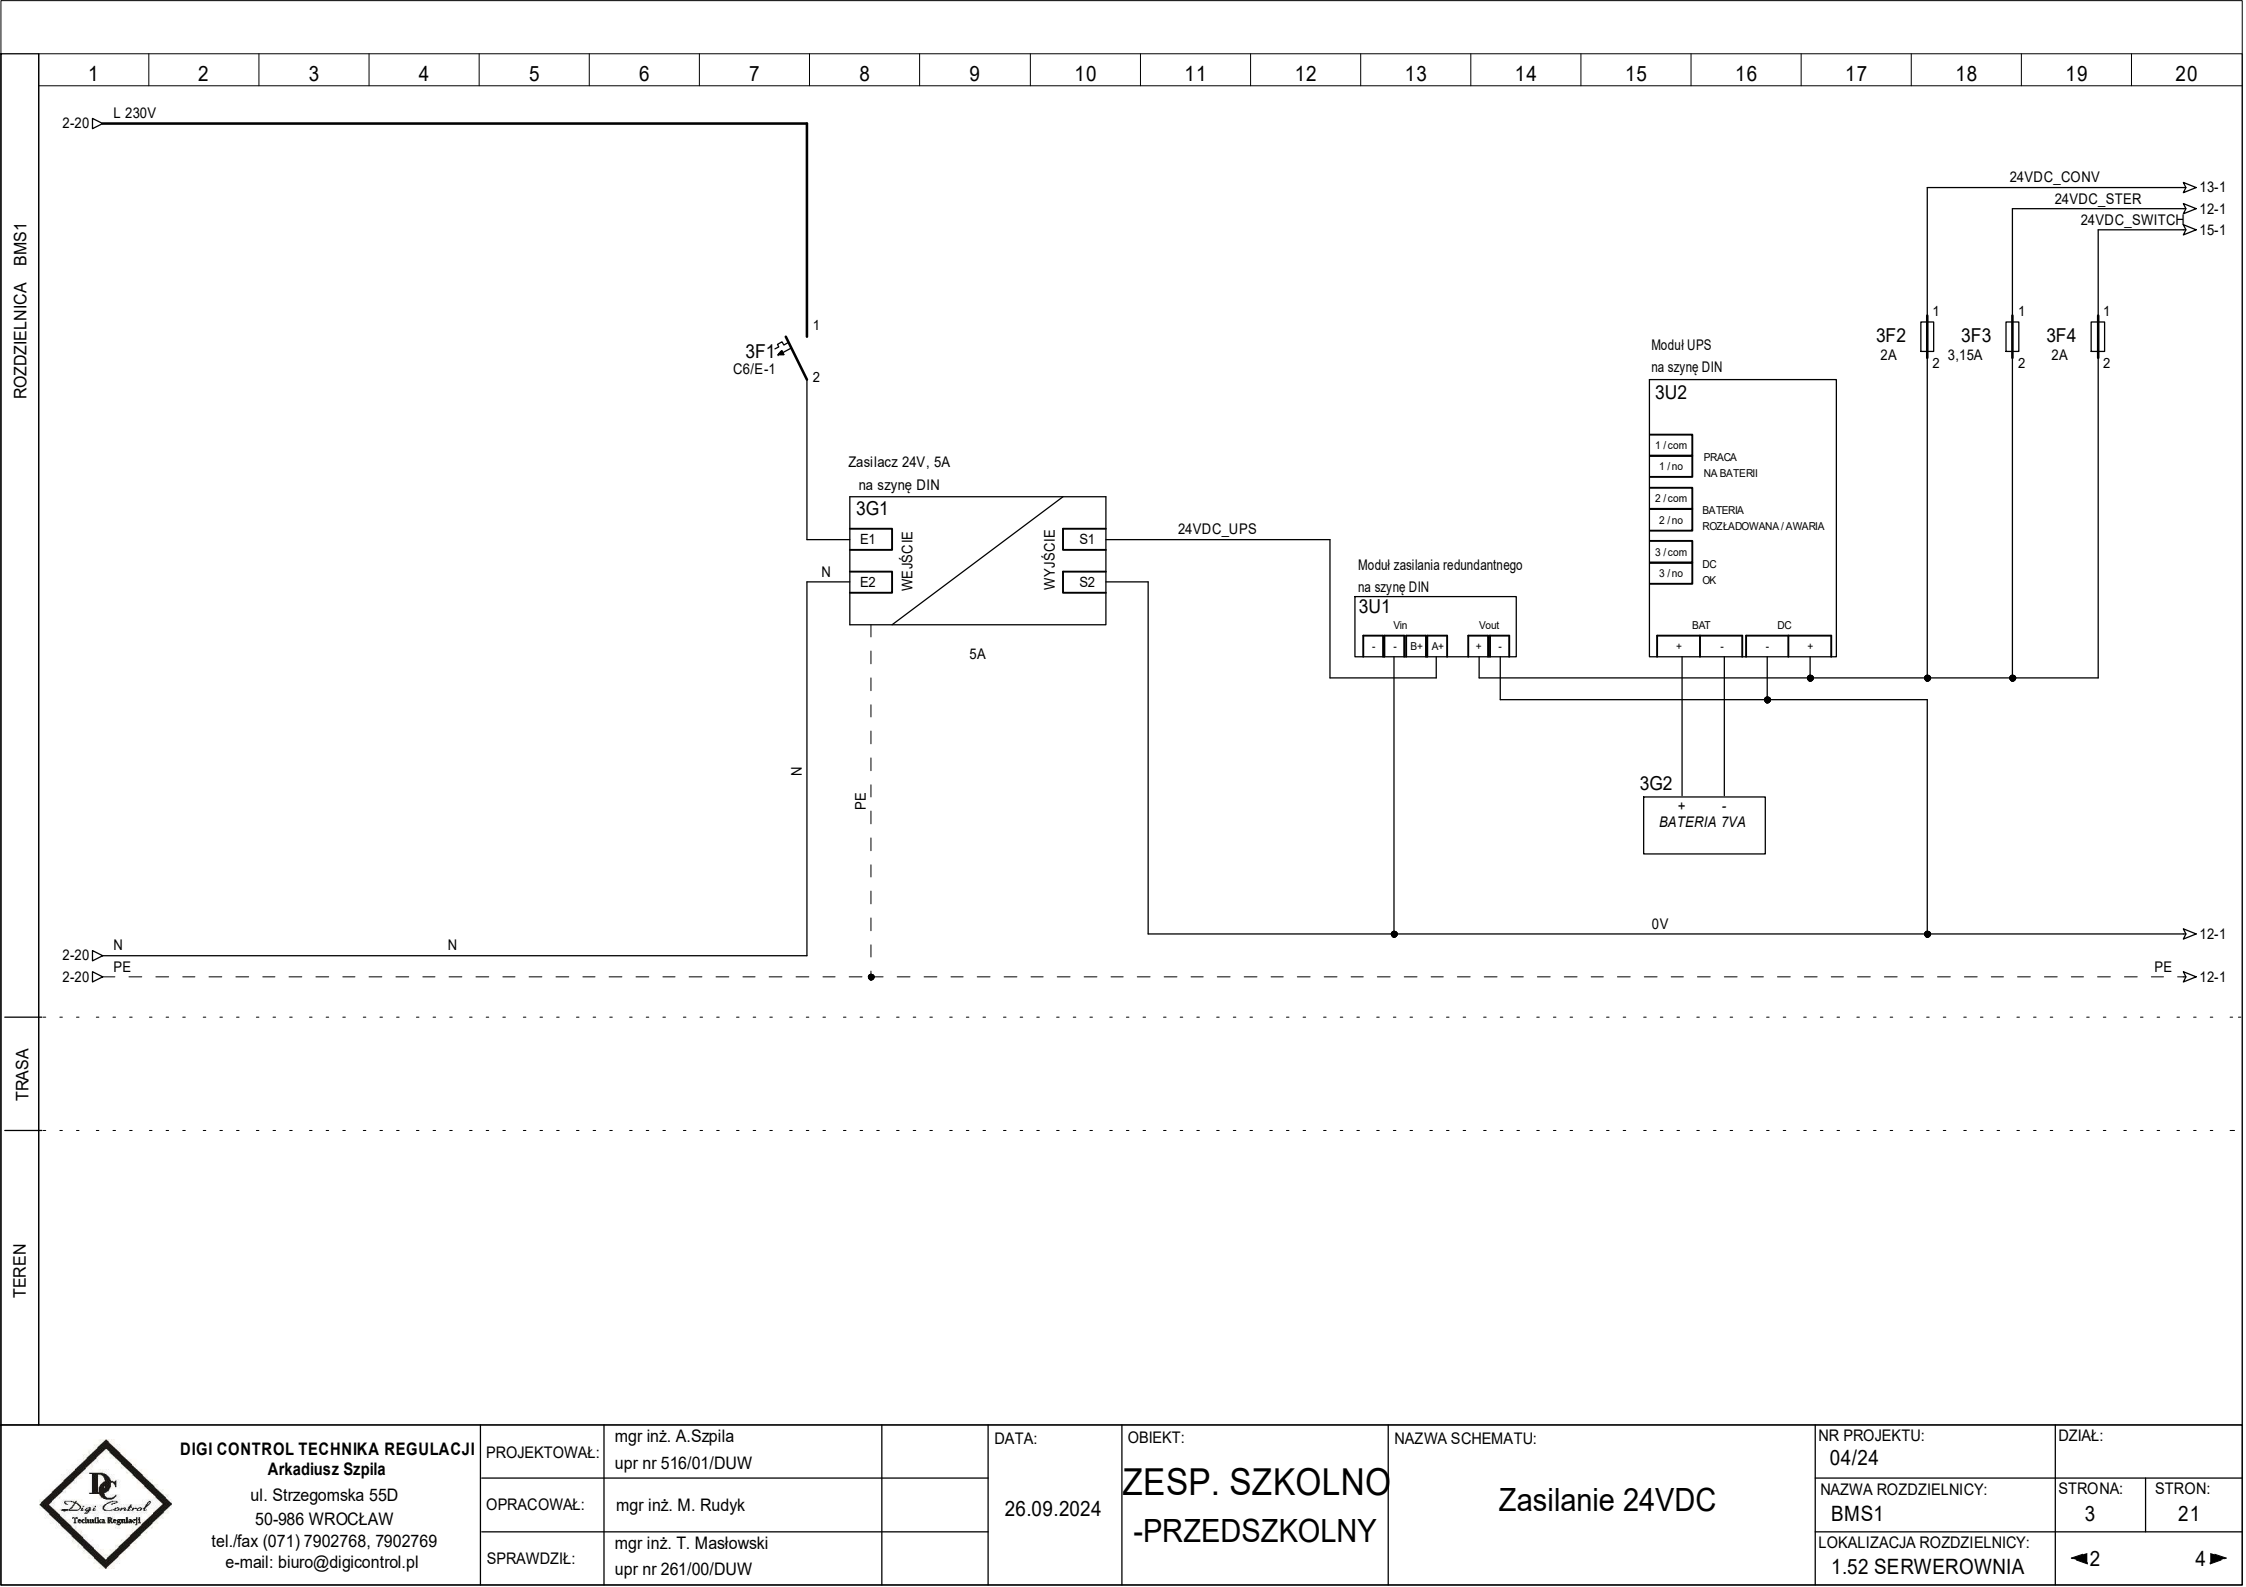 1 2 3 4 5 6 7 8 9 10 11 12 13 14 15 16 17 18 19 20
ROZDZIELNICA BMS1
TRASA
TEREN
2-20 L 230V
24VDC_CONV 13-1
24VDC_STER 12-1
24VDC_SWITCH 15-1
1
3F1
C6/E-1
2
1 1 1
3F2 3F3 3F4
2A 3,15A 2A
2 2 2
Moduł UPS
na szynę DIN
3U2
1 / com
1 / no
PRACA
NA BATERII
2 / com
2 / no
BATERIA
ROZŁADOWANA / AWARIA
3 / com
3 / no
DC
OK
BAT DC
+ - - +
Zasilacz 24V, 5A
na szynę DIN
3G1
E1
E2
WEJŚCIE
WYJŚCIE
S1
S2
N
5A
24VDC_UPS
Moduł zasilania redundantnego
na szynę DIN
3U1
Vin Vout
- - B+ A+ + -
N
PE
3G2
+ -
BATERIA 7VA
0V 12-1
2-20 N N
2-20 PE PE 12-1
DC
Digi Control
Technika Regulacji
DIGI CONTROL TECHNIKA REGULACJI
Arkadiusz Szpila
ul. Strzegomska 55D
50-986 WROCŁAW
tel./fax (071) 7902768, 7902769
e-mail: biuro@digicontrol.pl
PROJEKTOWAŁ:
mgr inż. A.Szpila
upr nr 516/01/DUW
OPRACOWAŁ:
mgr inż. M. Rudyk
SPRAWDZIŁ:
mgr inż. T. Masłowski
upr nr 261/00/DUW
DATA:
26.09.2024
OBIEKT:
ZESP. SZKOLNO
-PRZEDSZKOLNY
NAZWA SCHEMATU:
Zasilanie 24VDC
NR PROJEKTU:
04/24
DZIAŁ:
NAZWA ROZDZIELNICY:
BMS1
STRONA:
3
STRON:
21
LOKALIZACJA ROZDZIELNICY:
1.52 SERWEROWNIA
2 4